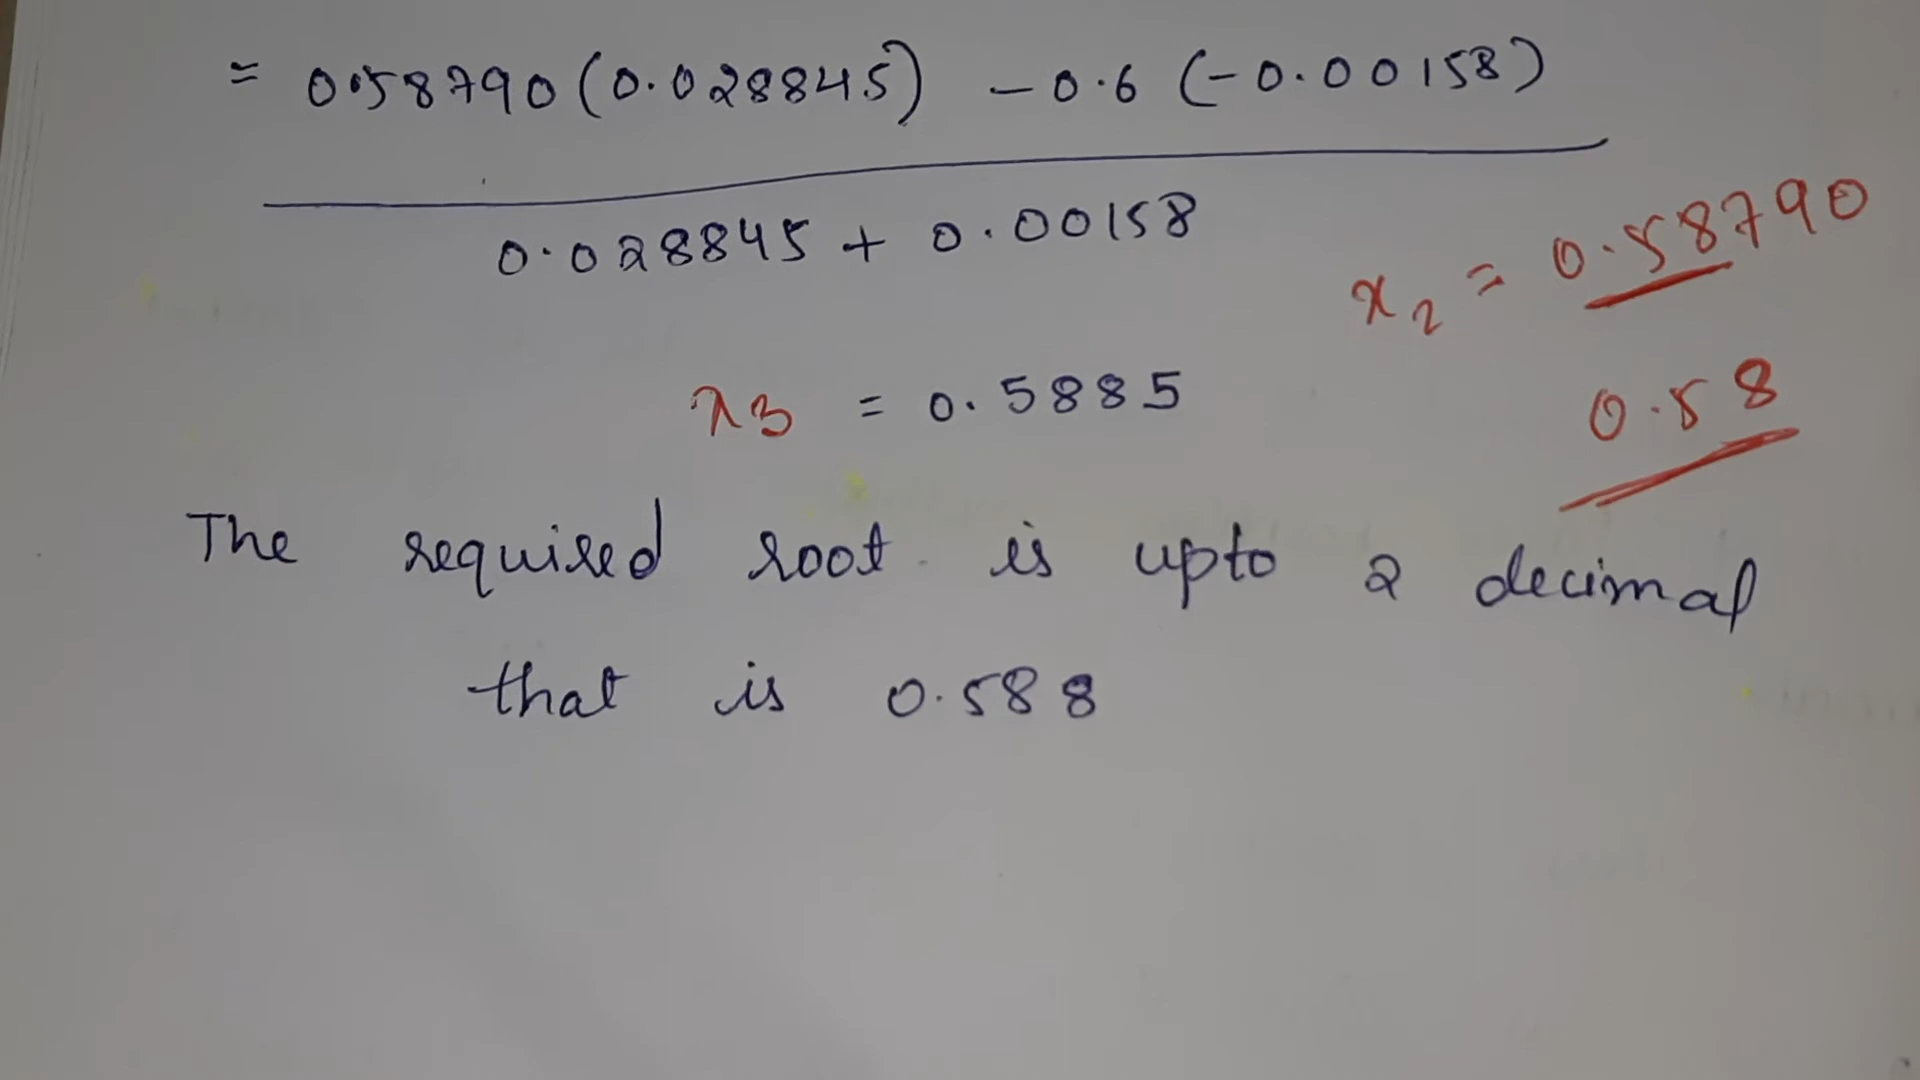 = 0.58790(0.028845) - 0.6 (-0.00158)
0.028845 + 0.00158
x2 = 0.58790
x3 = 0.5885
0.58
The required root is upto 2 decimal
that is 0.588